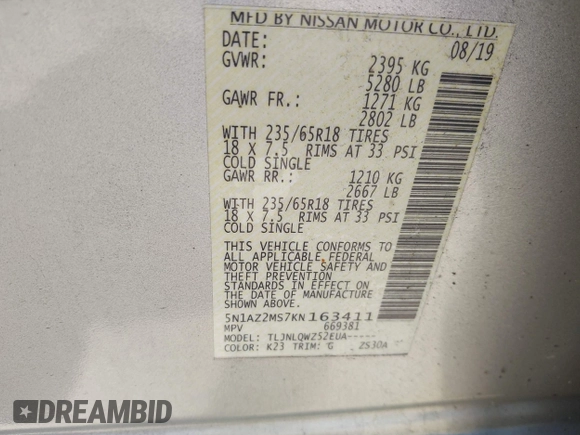 MFD BY NISSAN MOTOR CO., LTD.
DATE: 08/19
GVWR: 2395 KG
5280 LB
GAWR FR.: 1271 KG
2802 LB
WITH 235/65R18 TIRES
18 X 7.5 RIMS AT 33 PSI
COLD SINGLE
GAWR RR.: 1210 KG
2667 LB
WITH 235/65R18 TIRES
18 X 7.5 RIMS AT 33 PSI
COLD SINGLE
THIS VEHICLE CONFORMS TO
ALL APPLICABLE FEDERAL
MOTOR VEHICLE SAFETY AND
THEFT PREVENTION
STANDARDS IN EFFECT ON
THE DATE OF MANUFACTURE
SHOWN ABOVE.
5N1AZ2MS7KN163411
MPV 669381
MODEL: TLJNLQWZ52EUA-----
COLOR: K23 TRIM: G ZS30A
DREAMBID